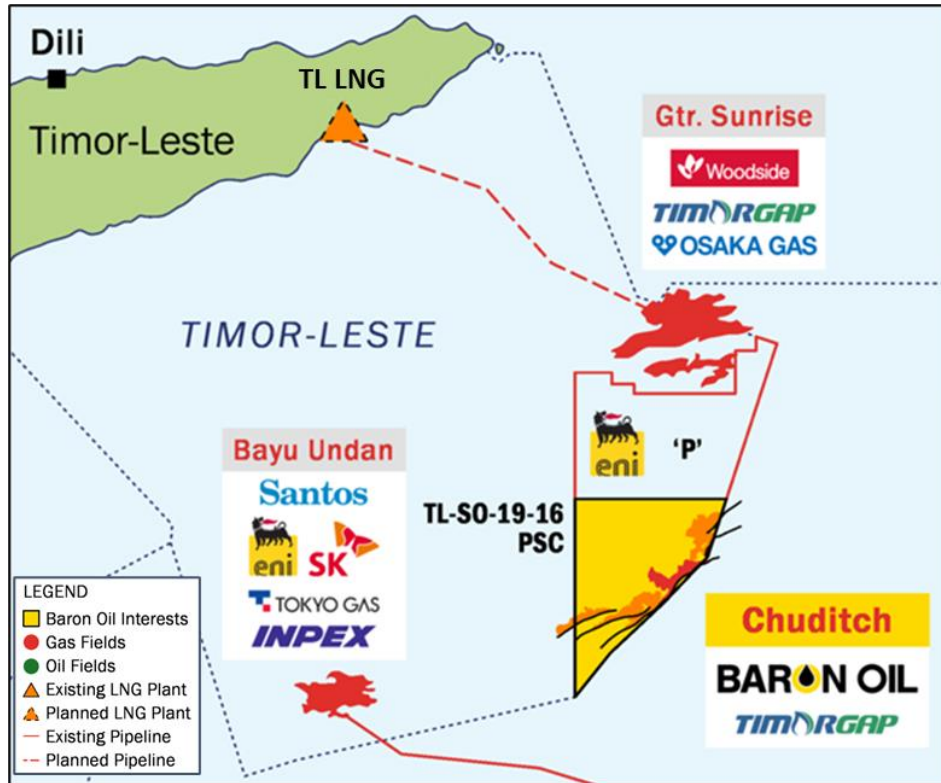 Dili
TL LNG
Timor-Leste
Gtr. Sunrise
Woodside
TIMORGAP
OSAKA GAS
TIMOR-LESTE
eni
'P'
Bayu Undan
Santos
eni
SK
TOKYO GAS
INPEX
TL-SO-19-16
PSC
Chuditch
BARON OIL
TIMORGAP
LEGEND
Baron Oil Interests
Gas Fields
Oil Fields
Existing LNG Plant
Planned LNG Plant
Existing Pipeline
Planned Pipeline